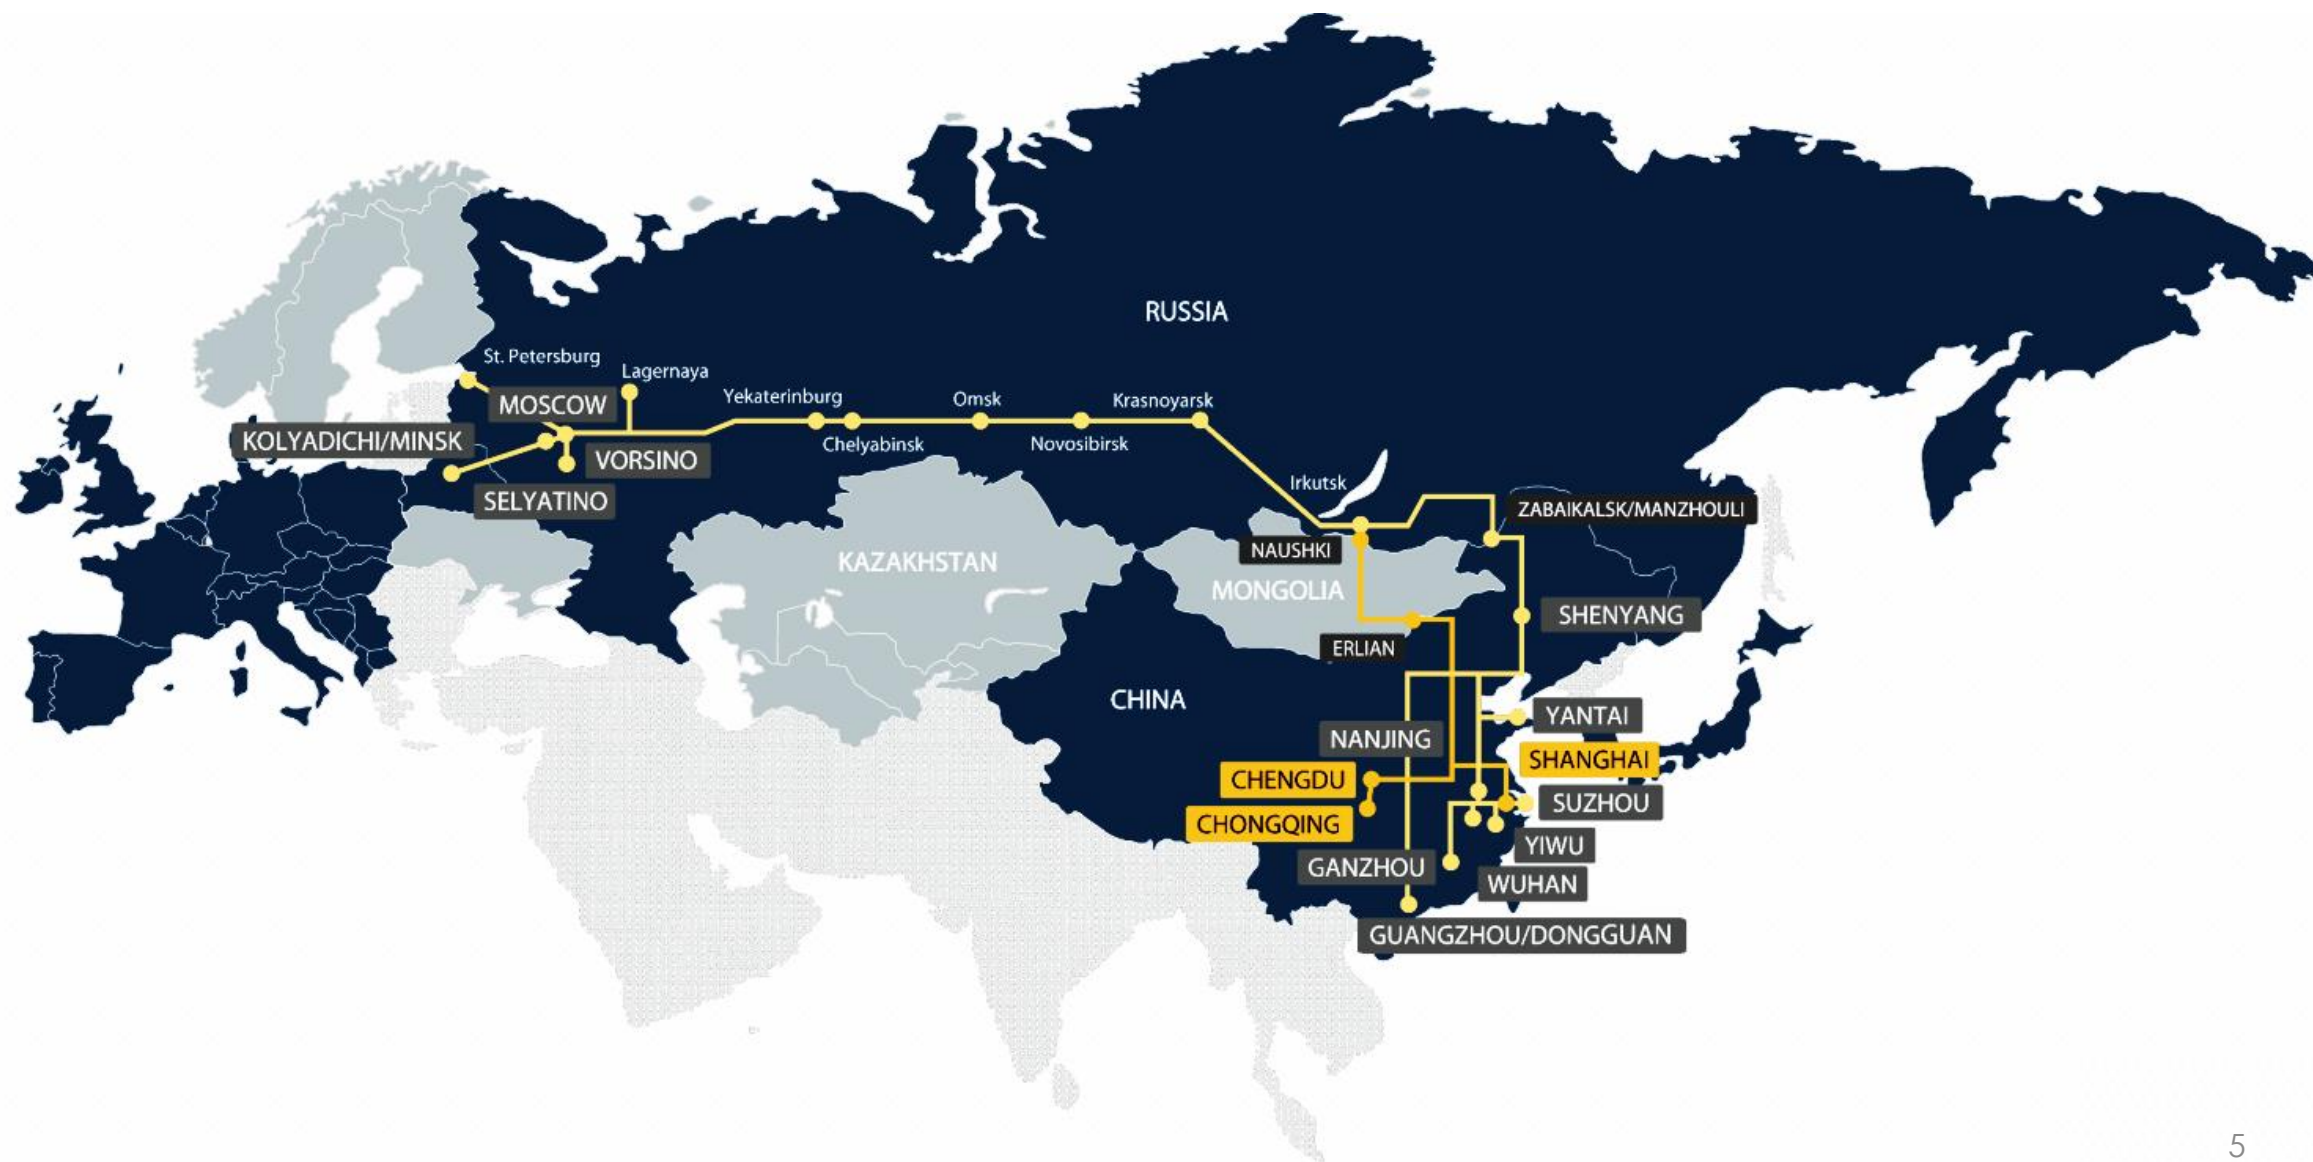 RUSSIA
St. Petersburg
Lagernaya
Yekaterinburg
Omsk
Krasnoyarsk
MOSCOW
KOLYADICHI/MINSK
Chelyabinsk
Novosibirsk
VORSINO
SELYATINO
Irkutsk
ZABAIKALSK/MANZHOULI
NAUSHKI
KAZAKHSTAN
MONGOLIA
SHENYANG
ERLIAN
CHINA
YANTAI
NANJING
SHANGHAI
CHENGDU
SUZHOU
CHONGQING
YIWU
GANZHOU
WUHAN
GUANGZHOU/DONGGUAN
5